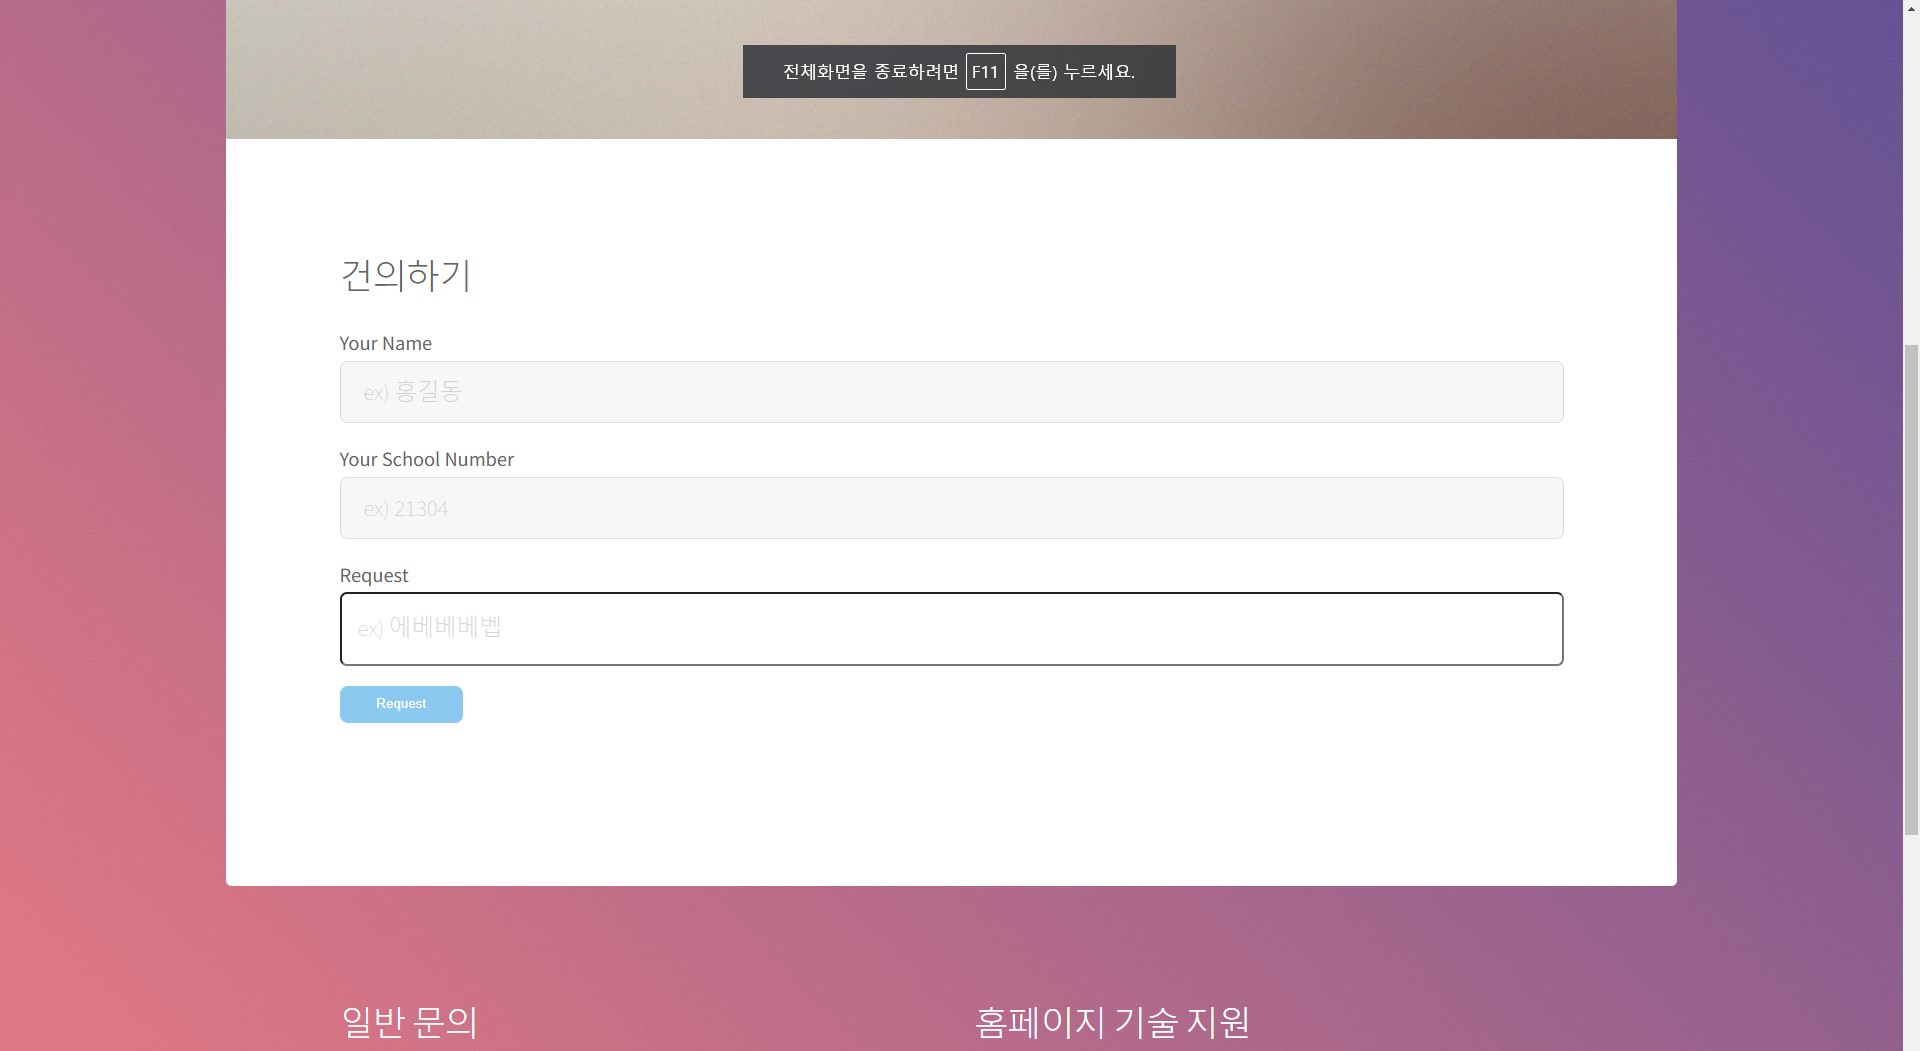 전체화면을 종료하려면 F11 을(를) 누르세요.
건의하기
Your Name
ex) 홍길동
Your School Number
ex) 21304
Request
ex) 에베베베벱
Request
일반 문의
홈페이지 기술 지원